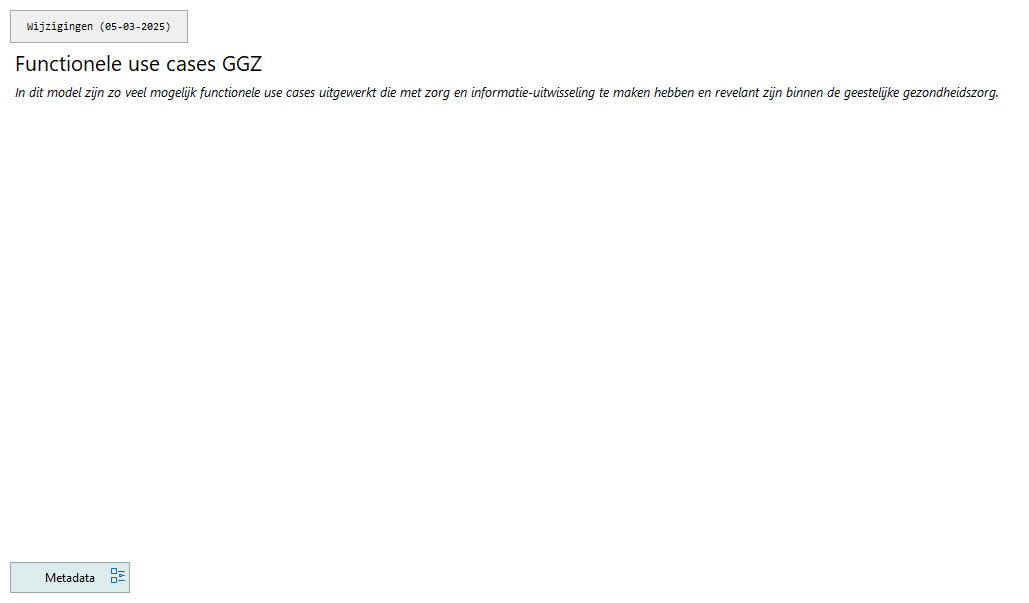 Wijzigingen (05-03-2025)
Functionele use cases GGZ
In dit model zijn zo veel mogelijk functionele use cases uitgewerkt die met zorg en informatie-uitwisseling te maken hebben en revelant zijn binnen de geestelijke gezondheidszorg.
Metadata